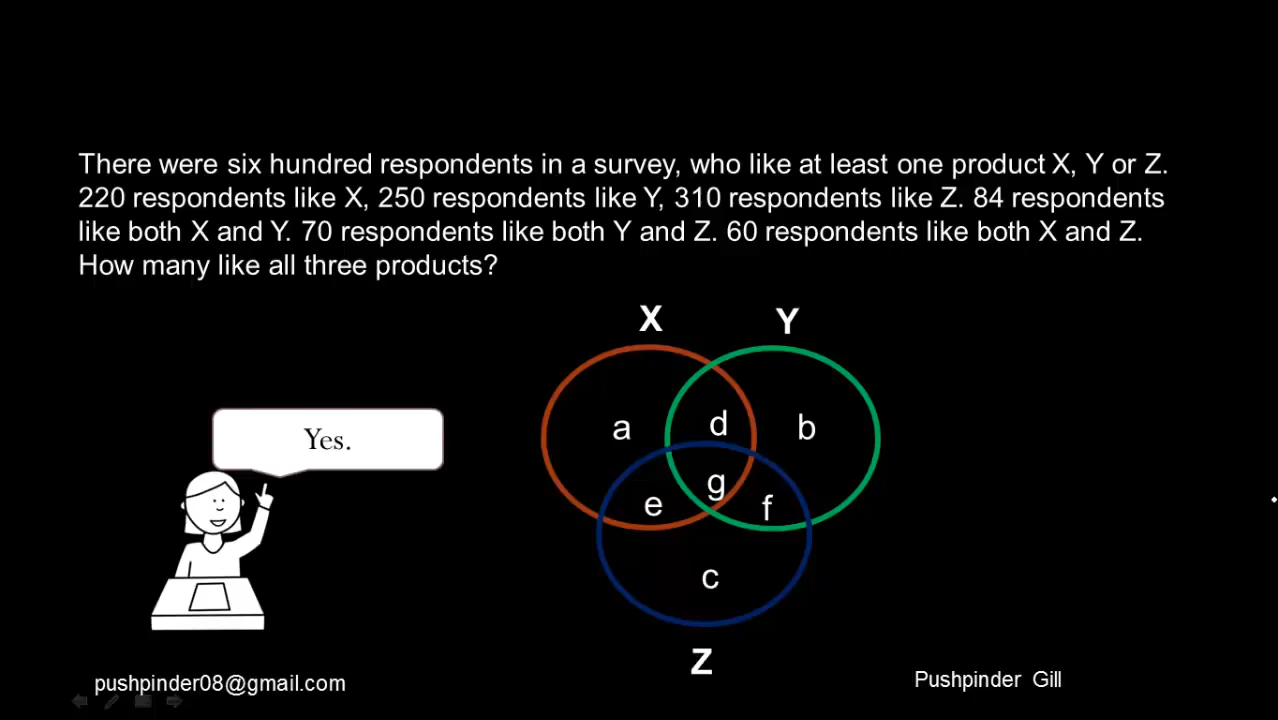 There were six hundred respondents in a survey, who like at least one product X, Y or Z.
220 respondents like X, 250 respondents like Y, 310 respondents like Z. 84 respondents
like both X and Y. 70 respondents like both Y and Z. 60 respondents like both X and Z.
How many like all three products?
X Y
a d b
Yes.
g
e f
c
Z
pushpinder08@gmail.com
Pushpinder Gill